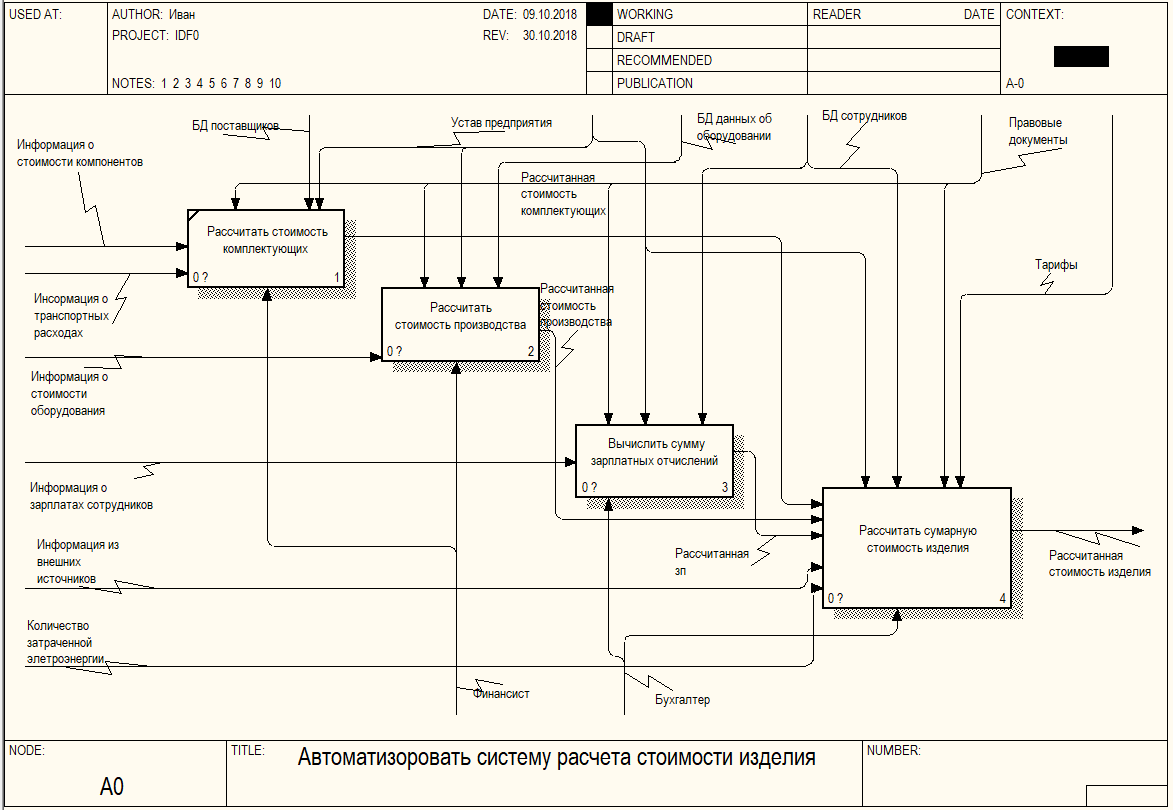 USED AT:
AUTHOR: Иван
DATE: 09.10.2018
PROJECT: IDF0
REV: 30.10.2018
NOTES: 1 2 3 4 5 6 7 8 9 10
WORKING
DRAFT
RECOMMENDED
PUBLICATION
READER
DATE
CONTEXT:
A-0
БД поставщиков
Устав предприятия
БД данных об
оборудовании
БД сотрудников
Правовые
документы
Информация о
стоимости компонентов
Рассчитанная
стоимость
комплектующих
Рассчитать стоимость
комплектующих
0 ?
1
Тарифы
Инсормация о
транспортных
расходах
Рассчитанная
стоимость
производства
Рассчитать
стоимость производства
0 ?
2
Информация о
стоимости
оборудования
Вычислить сумму
зарплатных отчислений
0 ?
3
Информация о
зарплатах сотрудников
Рассчитать сумарную
стоимость изделия
0 ?
4
Информация из
внешних
источников
Рассчитанная
зп
Рассчитанная
стоимость изделия
Количество
затраченной
элетроэнергии
Финансист
Бухгалтер
NODE:
A0
TITLE:
Автоматизоровать систему расчета стоимости изделия
NUMBER: